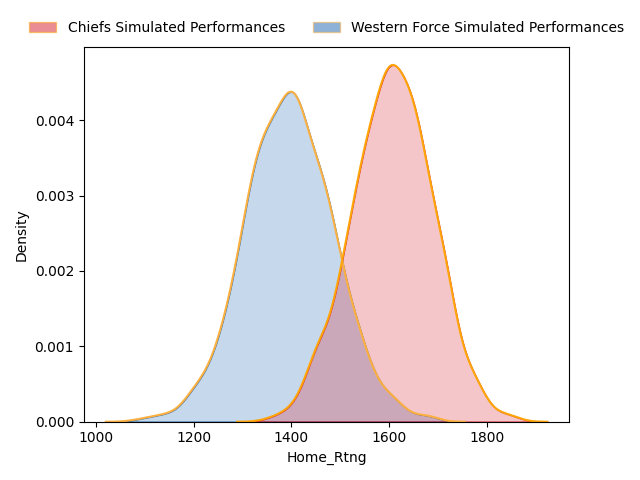 Chiefs Simulated Performances Western Force Simulated Performances
0.004
0.003
0.002
0.001
0.000
Density
1000 1200 1400 1600 1800
Home_Rtng